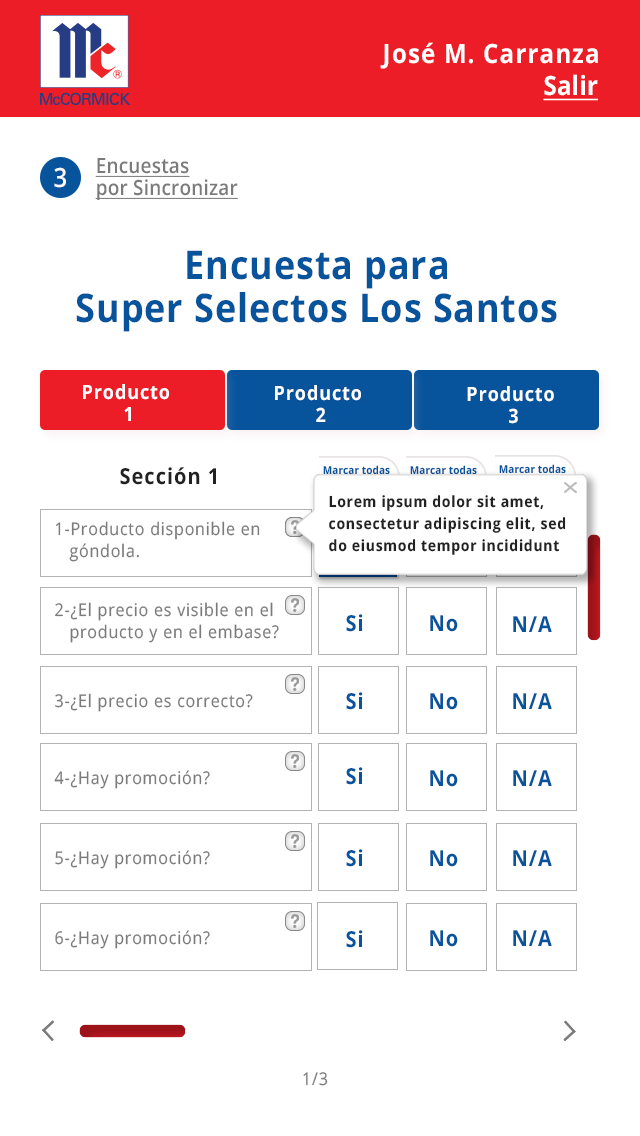 Mc®
McCORMICK
José M. Carranza
Salir
3
Encuestas
por Sincronizar
Encuesta para
Super Selectos Los Santos
Producto
1
Producto
2
Producto
3
Sección 1
Marcar todas
Marcar todas
Marcar todas
Lorem ipsum dolor sit amet,
consectetur adipiscing elit, sed
do eiusmod tempor incididunt
1-Producto disponible en
góndola.
?
2-¿El precio es visible en el
producto y en el embase?
?
Si
No
N/A
3-¿El precio es correcto?
?
Si
No
N/A
4-¿Hay promoción?
?
Si
No
N/A
5-¿Hay promoción?
?
Si
No
N/A
6-¿Hay promoción?
?
Si
No
N/A
1/3